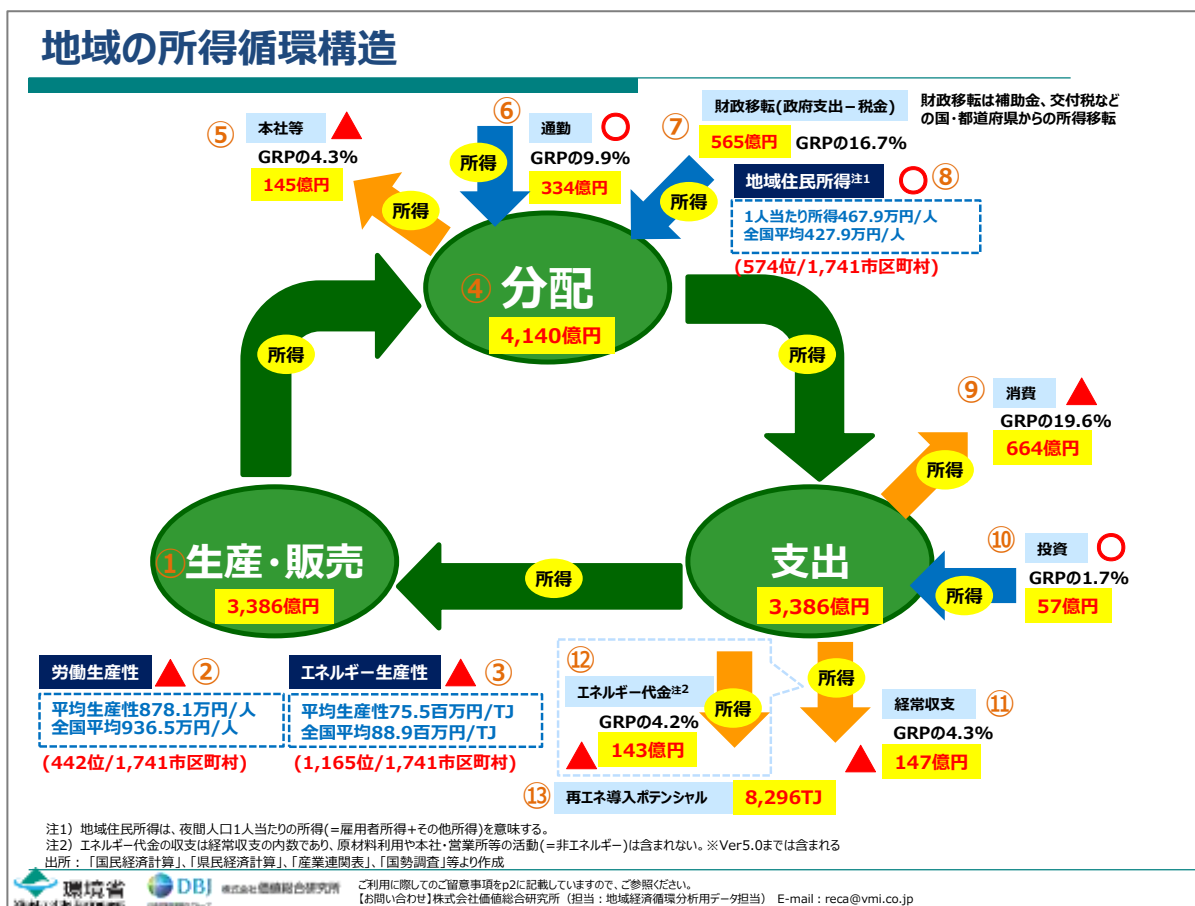 地域の所得循環構造
⑤
本社等
▲
GRPの4.3%
145億円
所得
⑥
通勤
○
GRPの9.9%
334億円
所得
⑦
財政移転(政府支出－税金)
565億円 GRPの16.7%
所得
財政移転は補助金、交付税など
の国・都道府県からの所得移転
地域住民所得注1
○
⑧
1人当たり所得467.9万円/人
全国平均427.9万円/人
(574位/1,741市区町村)
④
分配
4,140億円
所得
所得
⑨
消費
▲
GRPの19.6%
664億円
所得
①
生産・販売
3,386億円
所得
支出
3,386億円
⑩
投資
○
GRPの1.7%
57億円
所得
労働生産性
▲
②
平均生産性878.1万円/人
全国平均936.5万円/人
(442位/1,741市区町村)
エネルギー生産性
▲
③
平均生産性75.5百万円/TJ
全国平均88.9百万円/TJ
(1,165位/1,741市区町村)
⑫
エネルギー代金注2
GRPの4.2%
▲
143億円
所得
所得
経常収支
⑪
GRPの4.3%
▲
147億円
⑬
再エネ導入ポテンシャル
8,296TJ
注1）地域住民所得は、夜間人口1人当たりの所得(=雇用者所得+その他所得)を意味する。
注2）エネルギー代金の収支は経常収支の内数であり、原材料利用や本社・営業所等の活動(=非エネルギー)は含まれない。※Ver5.0までは含まれる
出所：「国民経済計算」、「県民経済計算」、「産業連関表」、「国勢調査」等より作成
環境省
DBJ
株式会社価値総合研究所
ご利用に際してのご留意事項をp2に記載していますので、ご参照ください。
【お問い合わせ】株式会社価値総合研究所（担当：地域経済循環分析用データ担当） E-mail：reca@vmi.co.jp